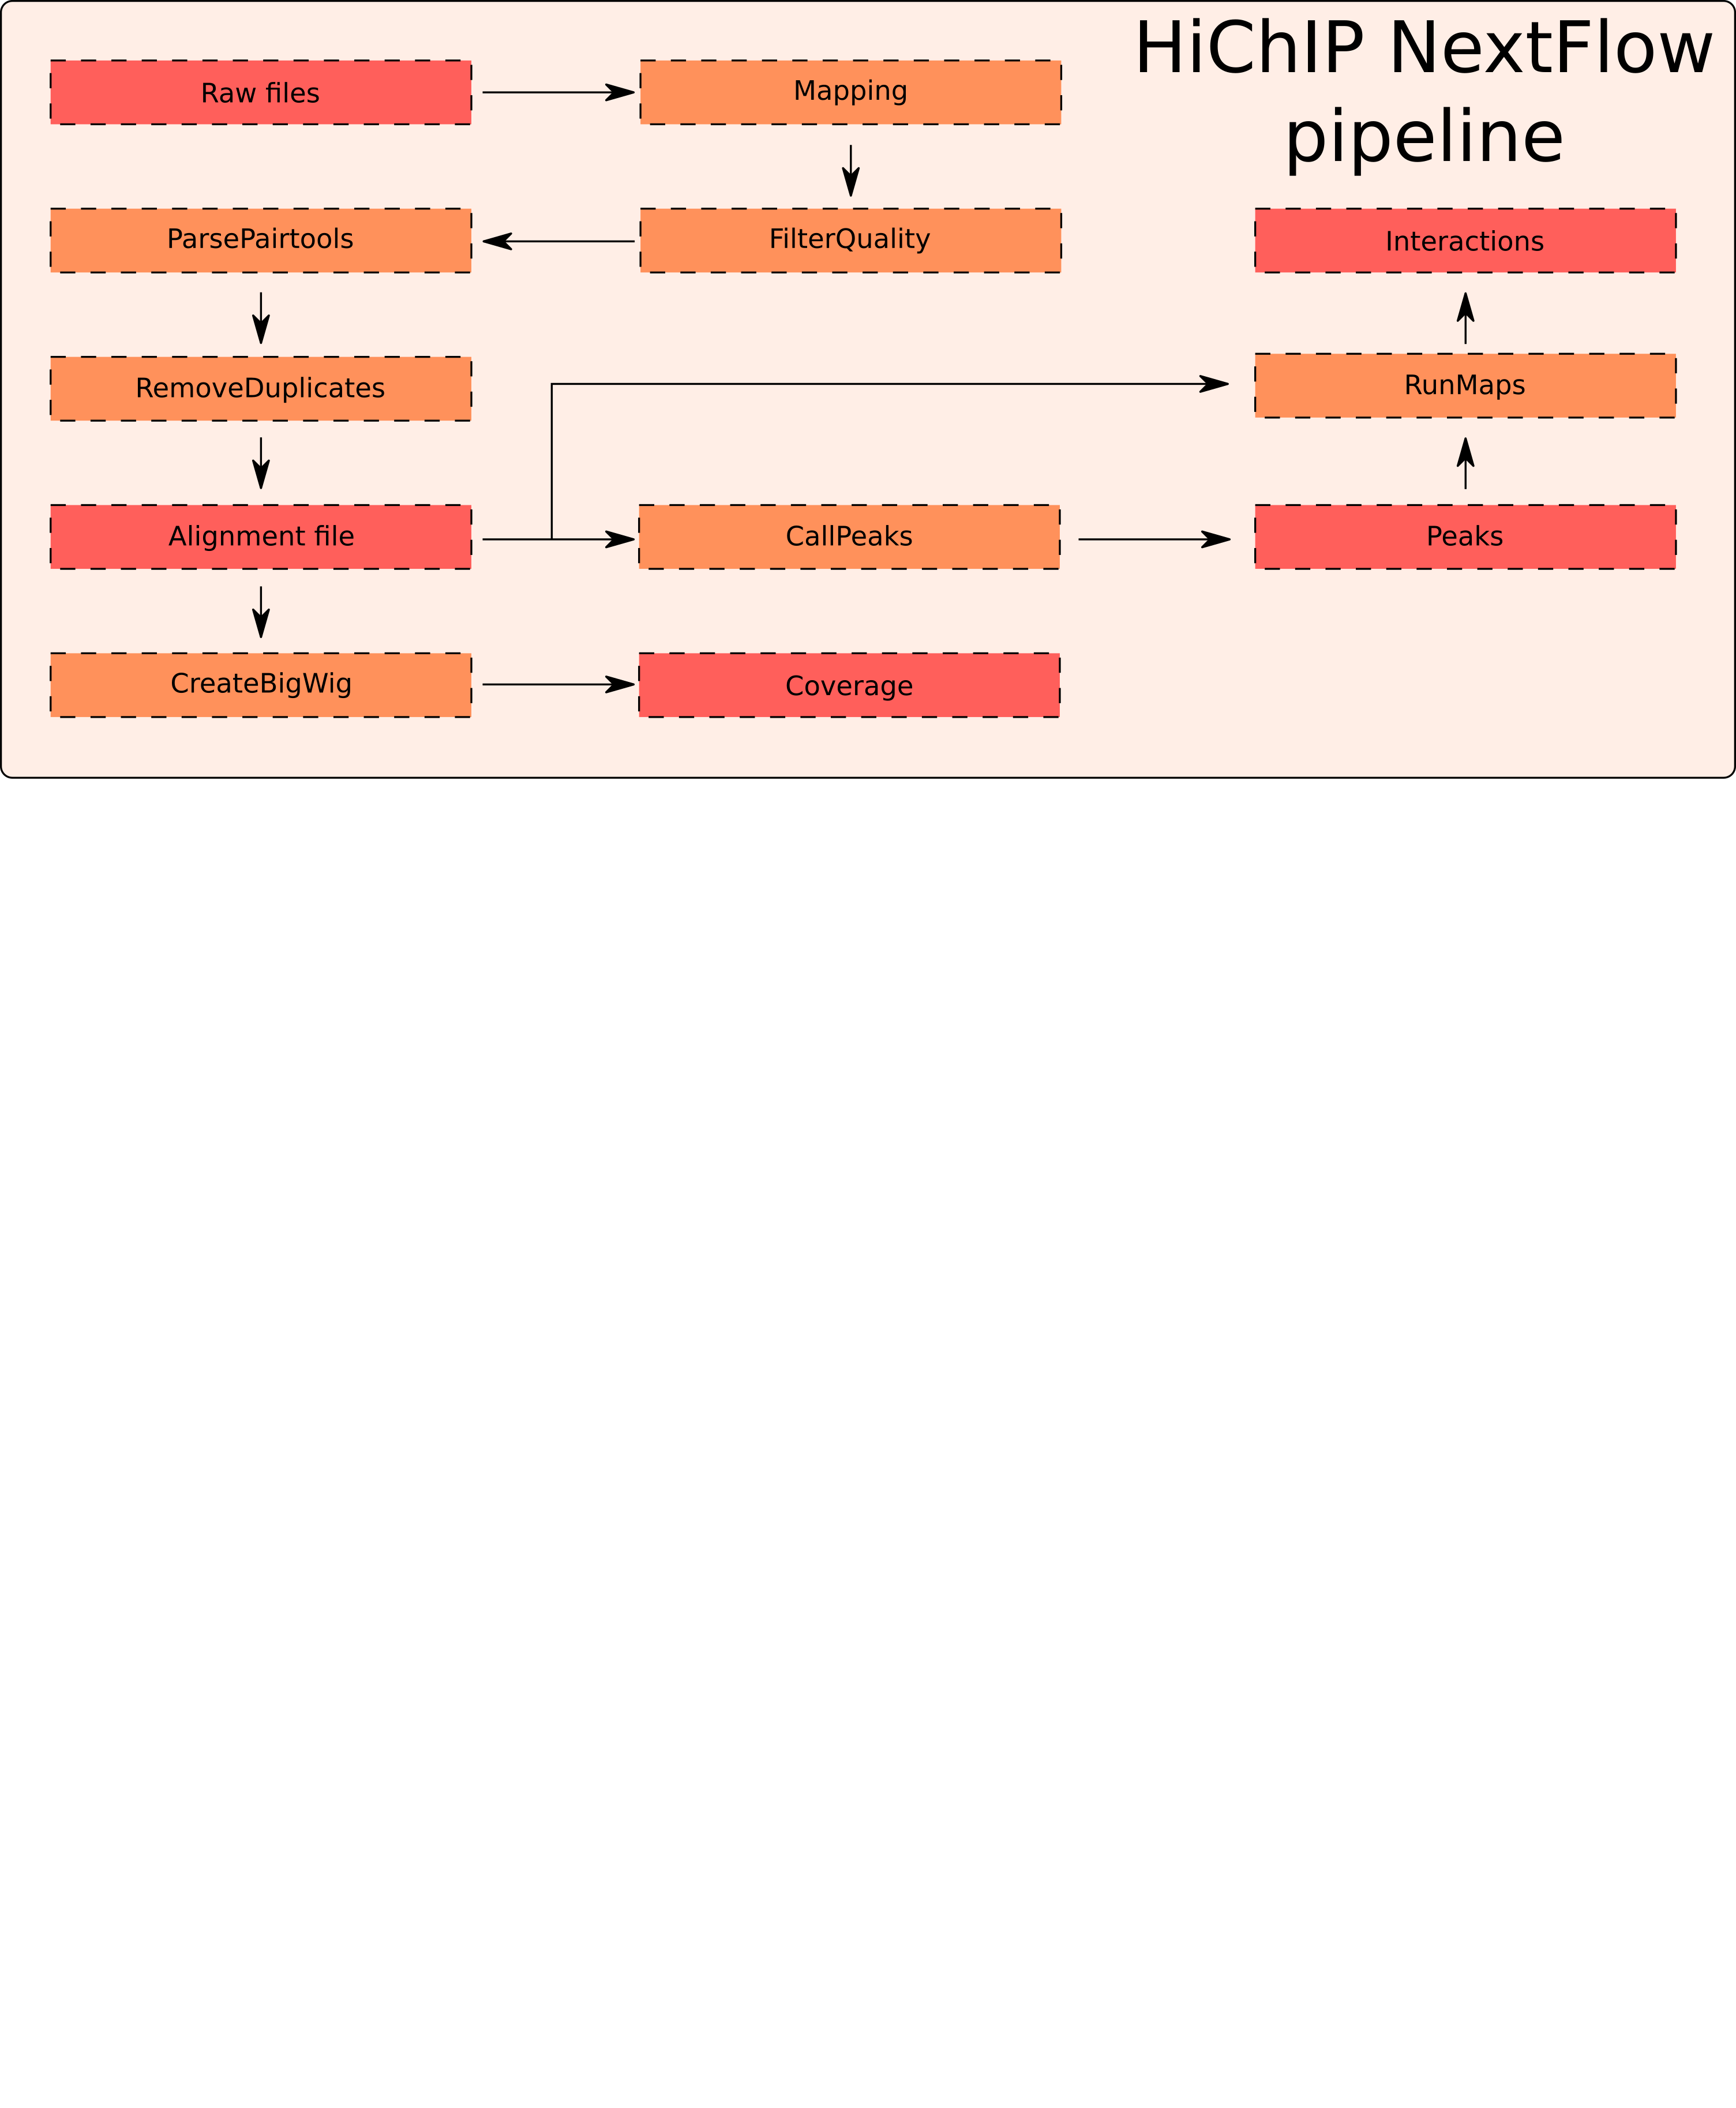 HiChIP NextFlow
pipeline
Raw files
Mapping
ParsePairtools
FilterQuality
Interactions
RemoveDuplicates
RunMaps
Alignment file
CallPeaks
Peaks
CreateBigWig
Coverage